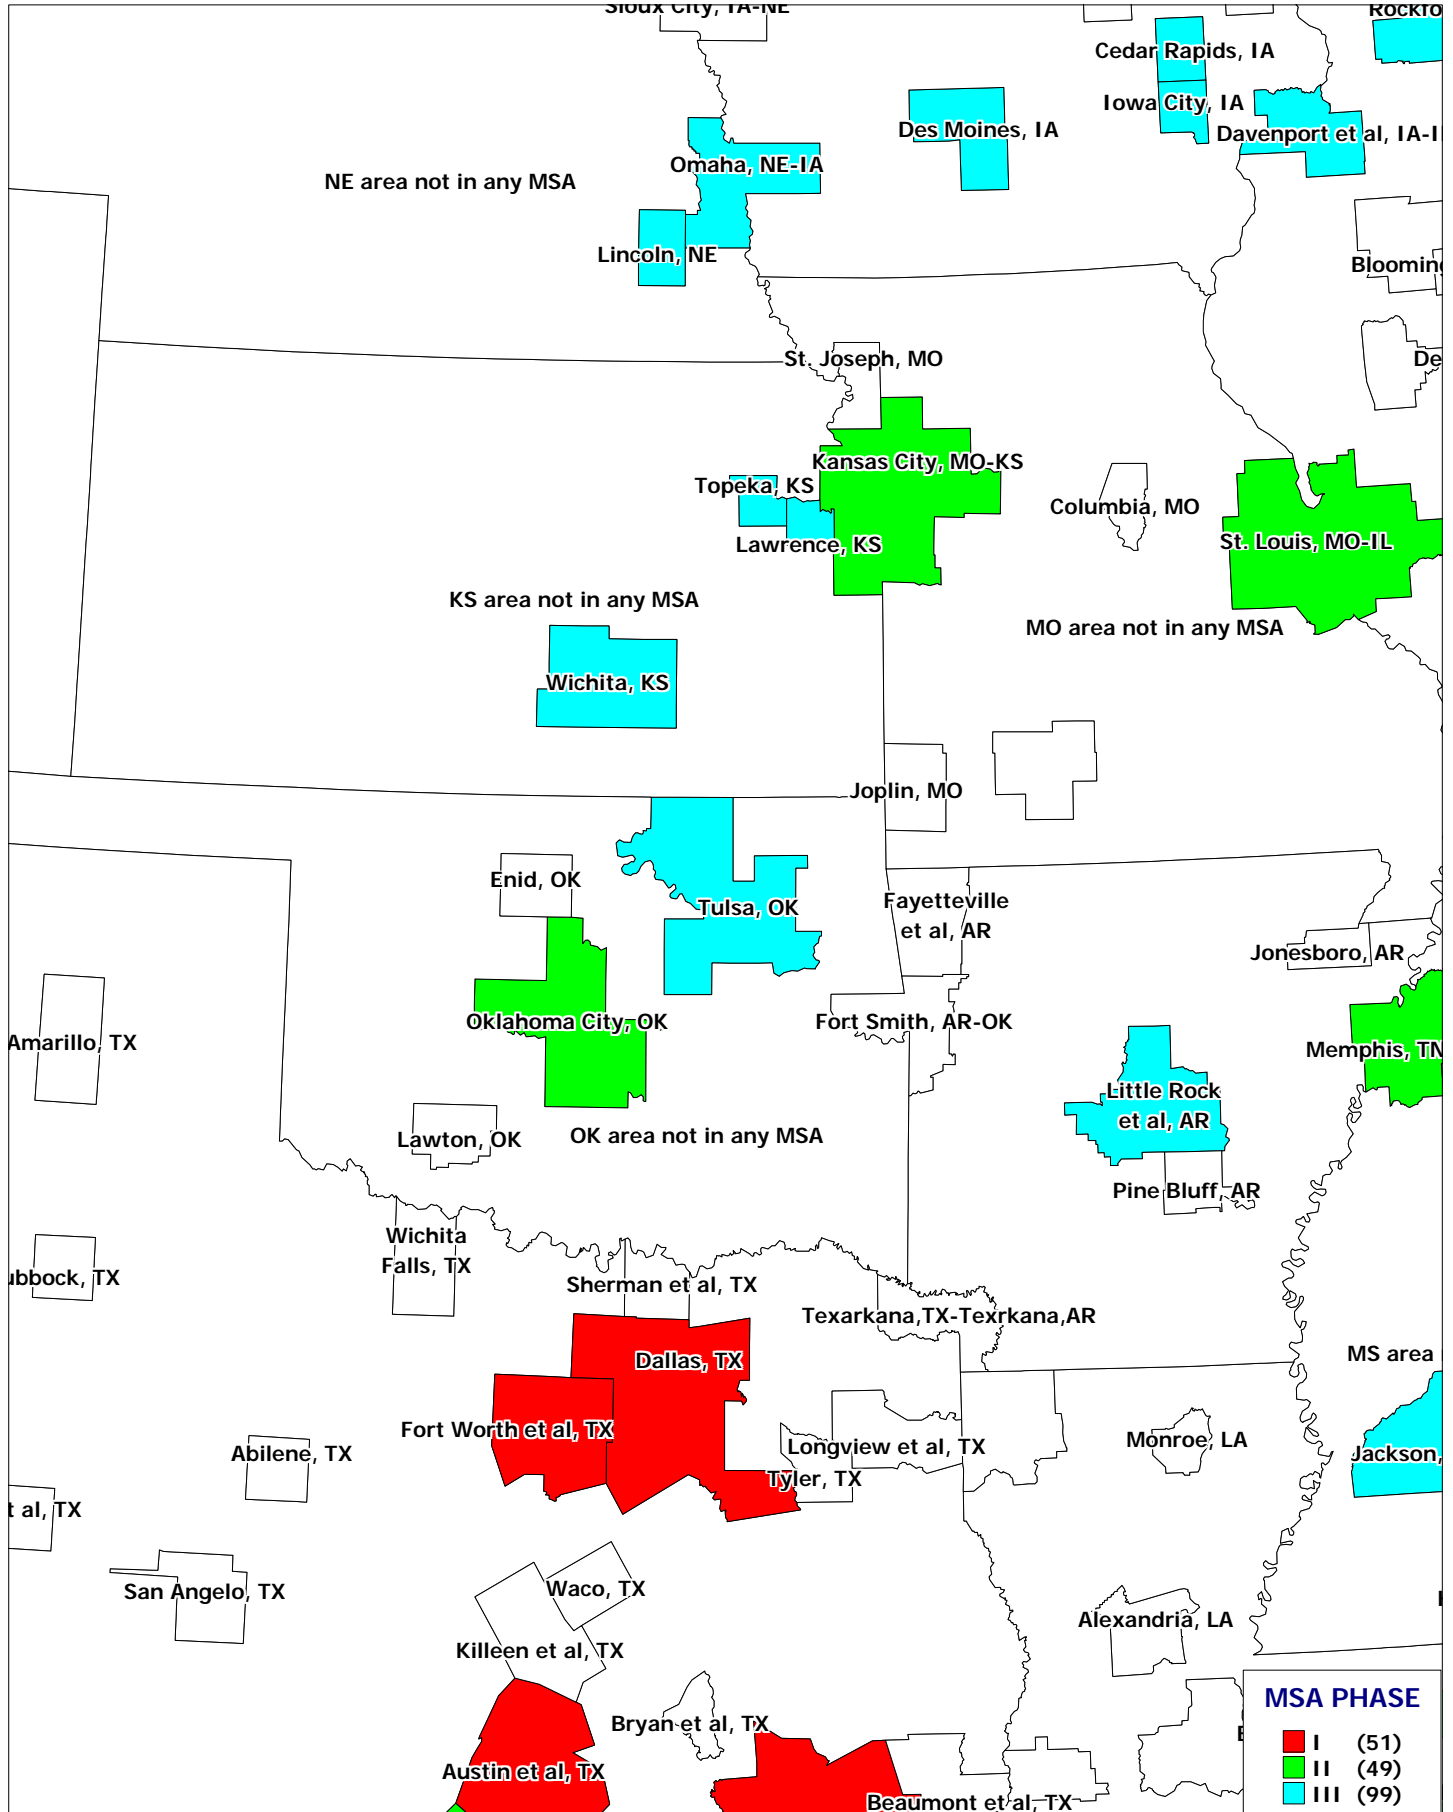 Sioux City, IA-NE
Rockfo
Cedar Rapids, IA
Iowa City, IA
Des Moines, IA
Davenport et al, IA-I
Omaha, NE-IA
NE area not in any MSA
Lincoln, NE
Blooming
St. Joseph, MO
De
Kansas City, MO-KS
Topeka, KS
Columbia, MO
Lawrence, KS
St. Louis, MO-IL
KS area not in any MSA
MO area not in any MSA
Wichita, KS
Joplin, MO
Enid, OK
Tulsa, OK
Fayetteville
et al, AR
Jonesboro, AR
Oklahoma City, OK
Fort Smith, AR-OK
Amarillo, TX
Memphis, TN
Little Rock
et al, AR
Lawton, OK
OK area not in any MSA
Pine Bluff, AR
Wichita
Falls, TX
ubbock, TX
Sherman et al, TX
Texarkana,TX-Texrkana,AR
Dallas, TX
MS area
Fort Worth et al, TX
Abilene, TX
Longview et al, TX
Monroe, LA
Jackson,
Tyler, TX
t al, TX
San Angelo, TX
Waco, TX
Alexandria, LA
Killeen et al, TX
Bryan et al, TX
Austin et al, TX
Beaumont et al, TX
MSA PHASE
I (51)
II (49)
III (99)